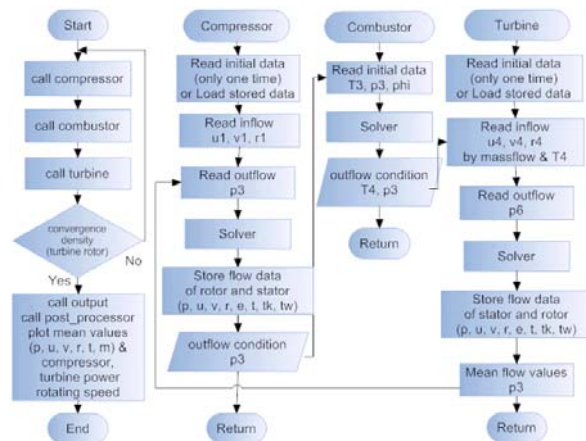 Start
call compressor
call combustor
call turbine
convergence
density
(turbine rotor)
No
Yes
call output
call post_processor
plot mean values
(p, u, v, r, t, m) &
compressor,
turbine power
rotating speed
End
Compressor
Read initial data
(only one time)
or Load stored data
Read inflow
u1, v1, r1
Read outflow
p3
Solver
Store flow data
of rotor and stator
(p, u, v, r, e, t, tk, tw)
outflow condition
p3
Return
Combustor
Read initial data
T3, p3, phi
Solver
outflow condition
T4, p3
Return
Turbine
Read initial data
(only one time)
or Load stored data
Read inflow
u4, v4, r4
by massflow & T4
Read outflow
p6
Solver
Store flow data
of stator and rotor
(p, u, v, r, e, t, tk, tw)
Mean flow values
p3
Return